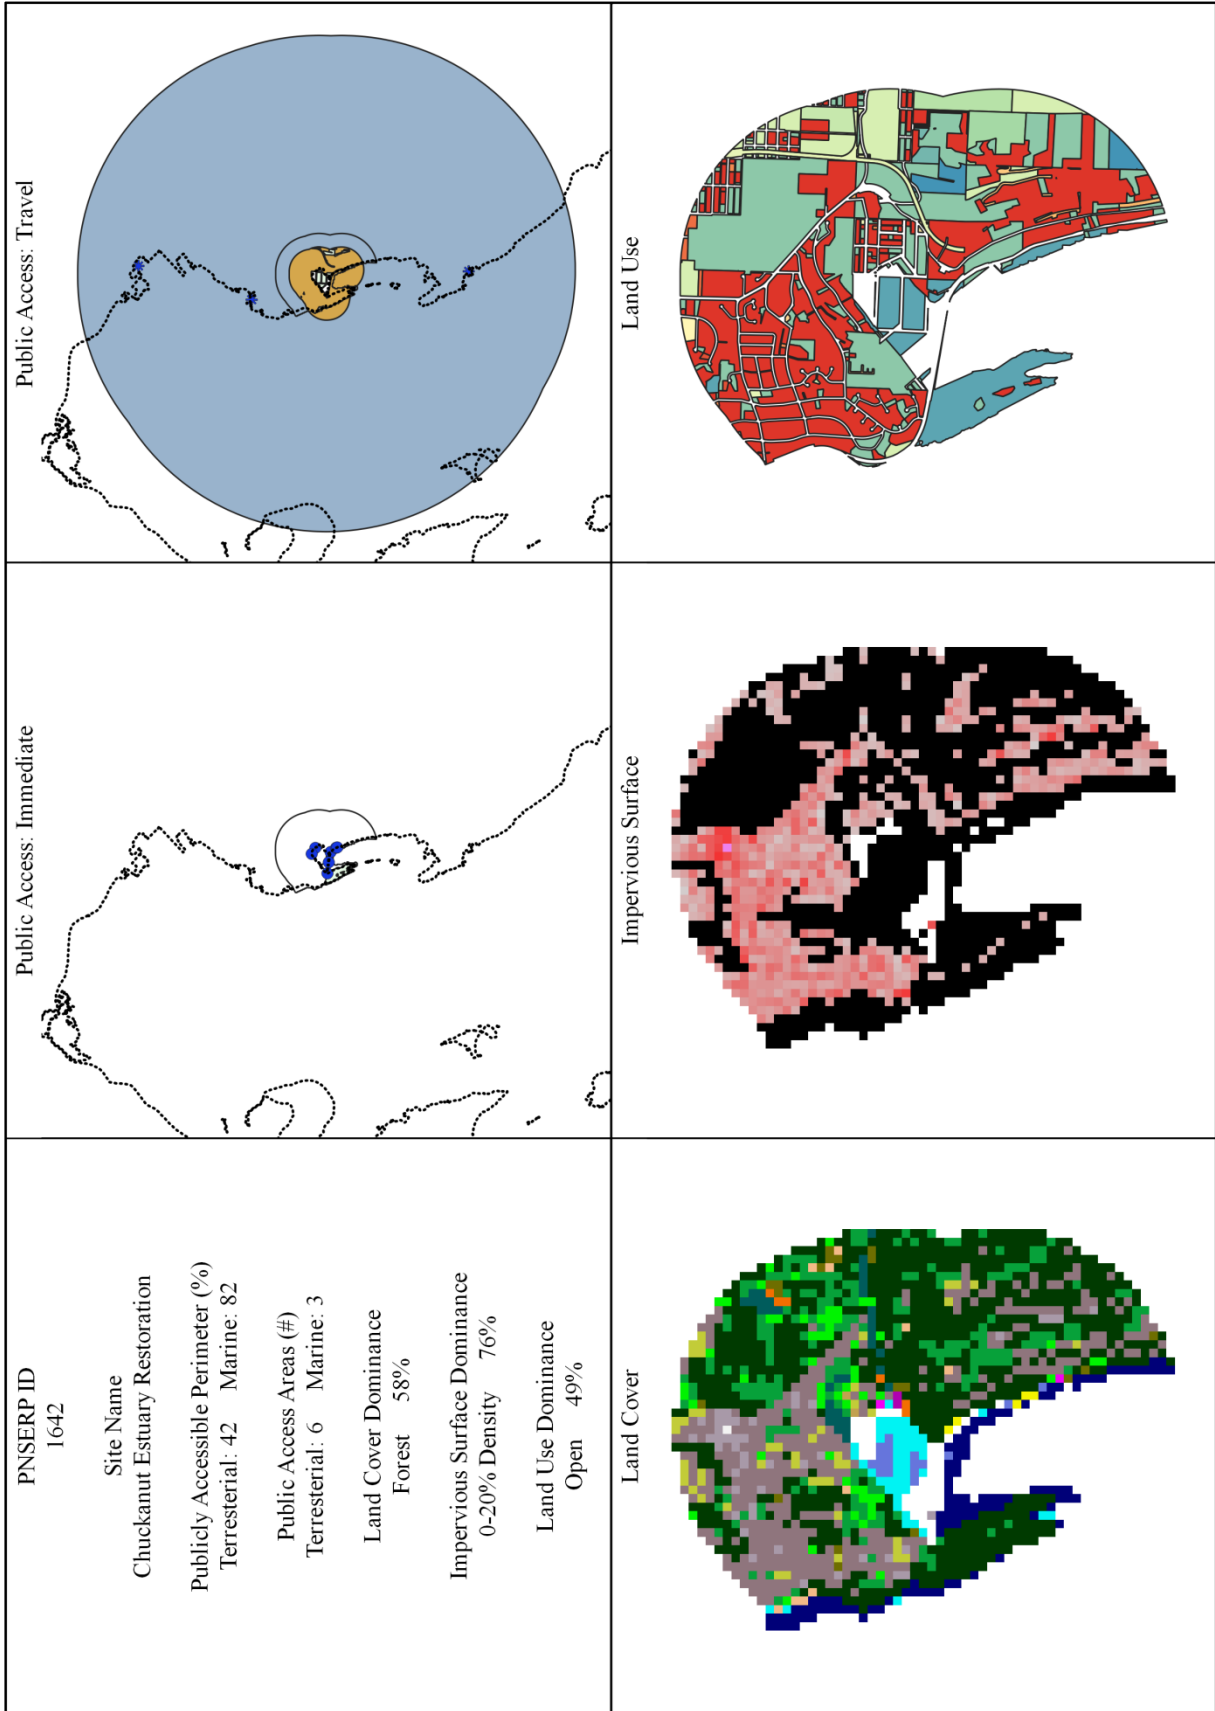 PNSERP ID
1642
Site Name
Chuckanut Estuary Restoration
Publicly Accessible Perimeter (%)
Terresterial: 42 Marine: 82
Public Access Areas (#)
Terresterial: 6 Marine: 3
Land Cover Dominance
Forest 58%
Impervious Surface Dominance
0-20% Density 76%
Land Use Dominance
Open 49%
Public Access: Immediate
Public Access: Travel
Land Cover
Impervious Surface
Land Use